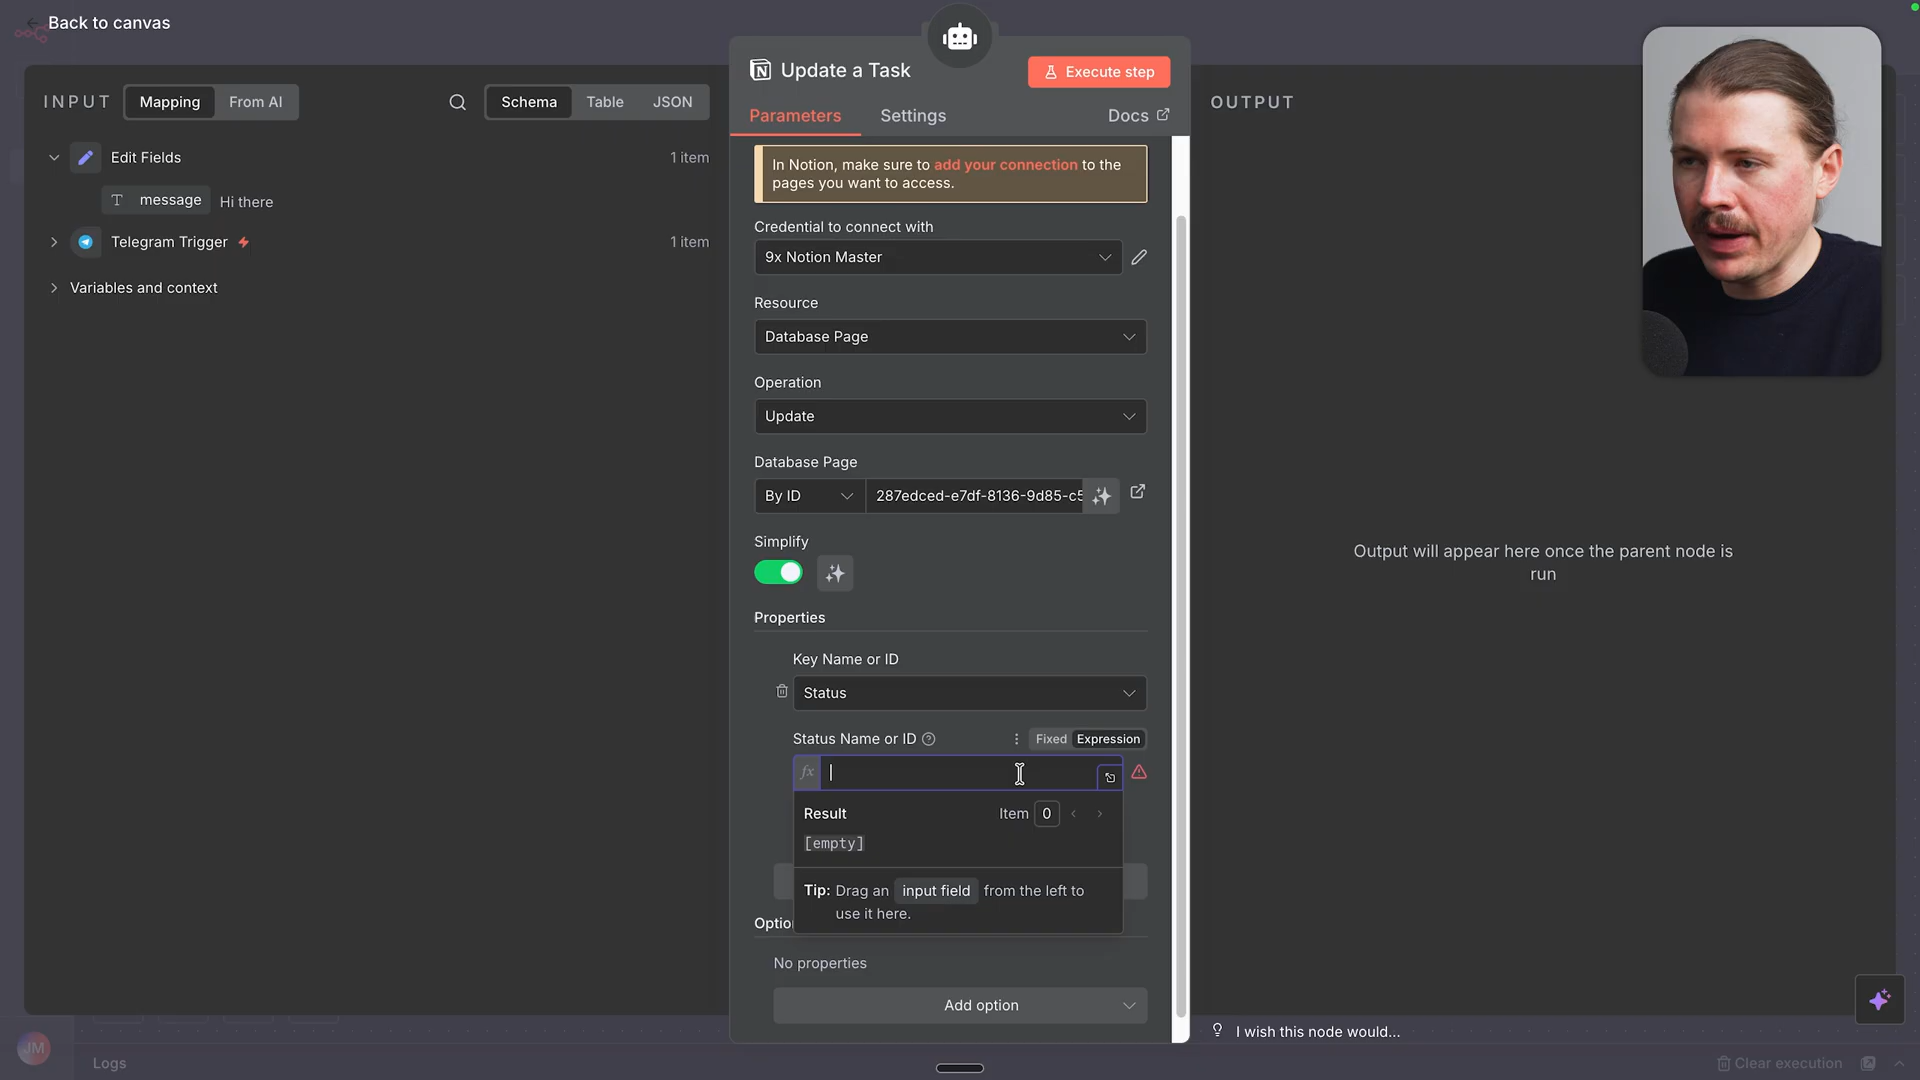 Back to canvas
INPUT
Mapping
From AI
Schema
Table
JSON
Edit Fields
1 item
T message
Hi there
Telegram Trigger
1 item
Variables and context
Update a Task
Execute step
Parameters
Settings
Docs
In Notion, make sure to add your connection to the
pages you want to access.
Credential to connect with
9x Notion Master
Resource
Database Page
Operation
Update
Database Page
By ID
287edced-e7df-8136-9d85-c5
Simplify
Properties
Key Name or ID
Status
Status Name or ID
Fixed
Expression
fx
Result
Item 0
[empty]
Tip: Drag an input field from the left to
use it here.
Optio
No properties
Add option
OUTPUT
Output will appear here once the parent node is
run
I wish this node would...
JM
Logs
Clear execution